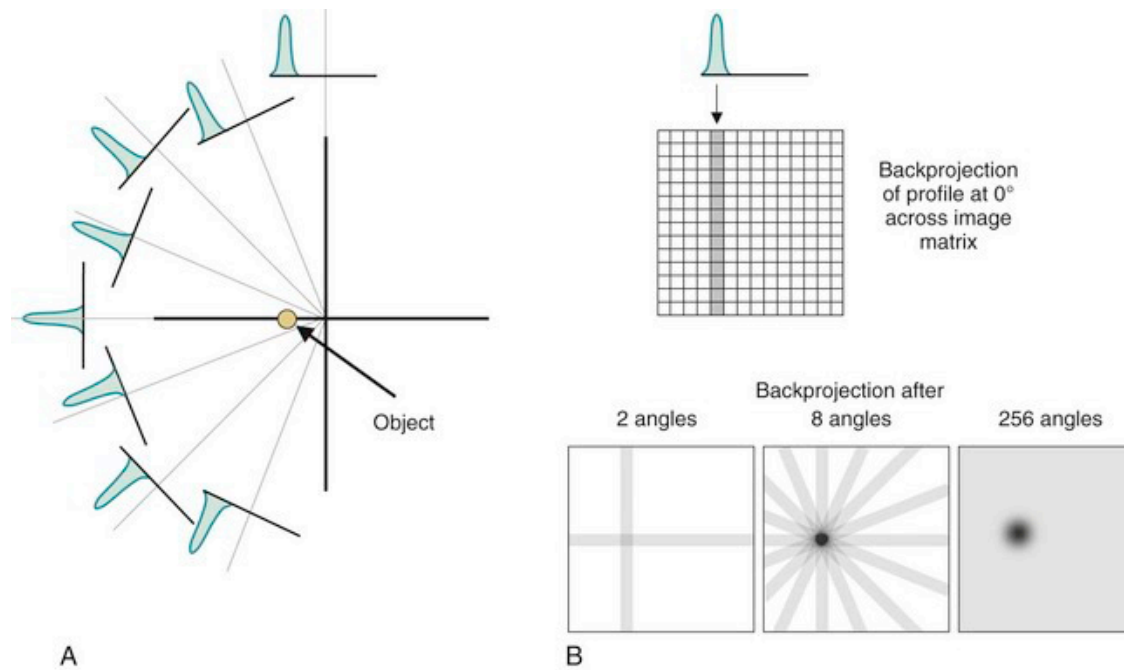 Object
A
Backprojection
of profile at 0°
across image
matrix
Backprojection after
2 angles
8 angles
256 angles
B